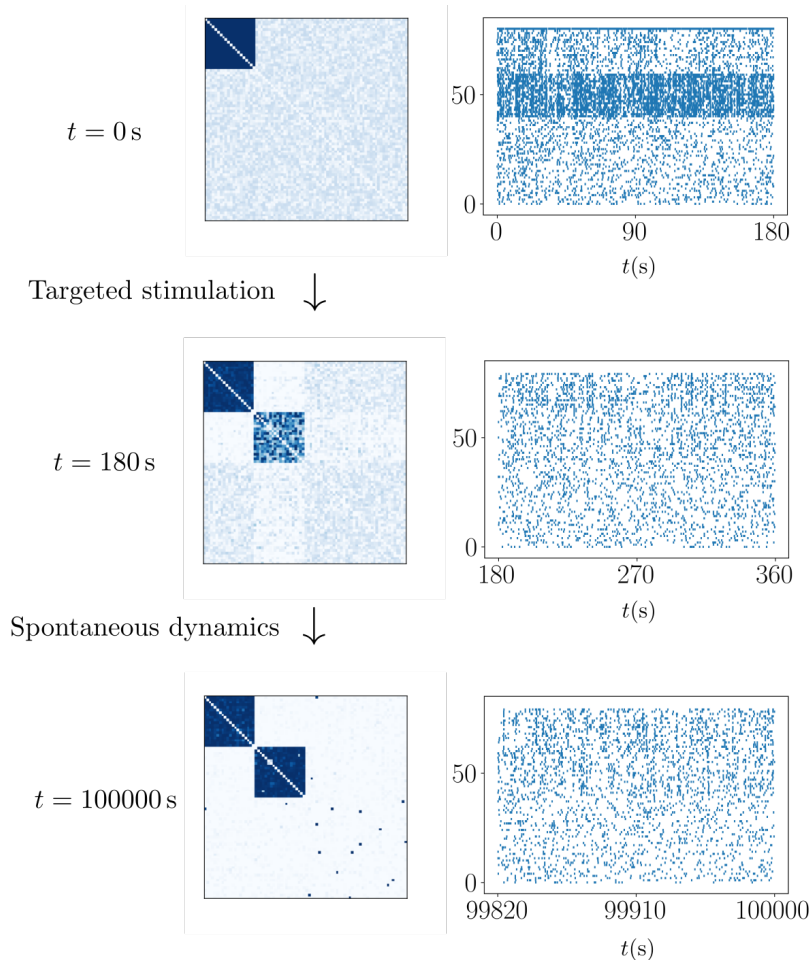 50
0
t = 0 s
0 90 180
t(s)
Targeted stimulation
50
0
t = 180 s
180 270 360
t(s)
Spontaneous dynamics
50
0
t = 100000 s
99820 99910 100000
t(s)